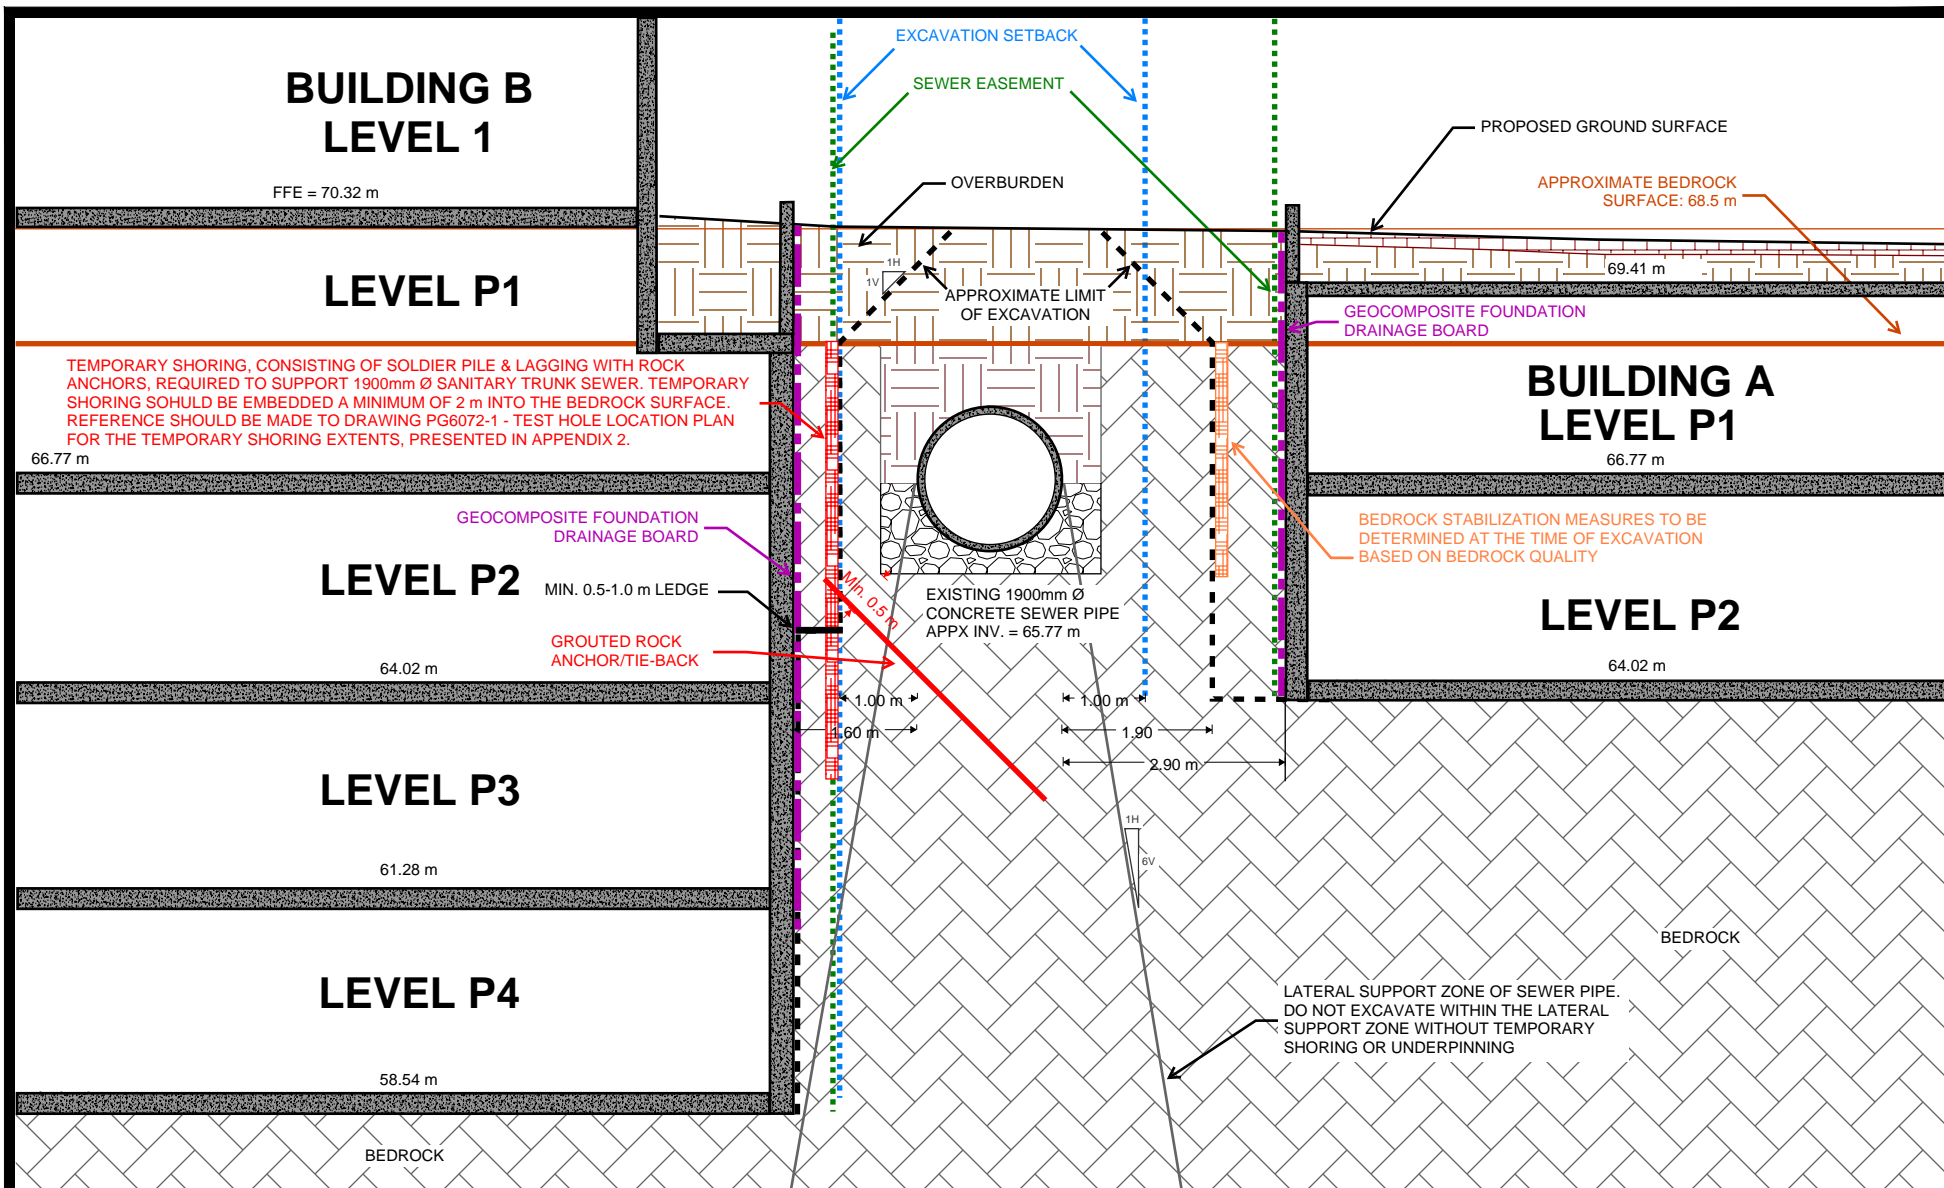 BUILDING B
LEVEL 1
FFE = 70.32 m
LEVEL P1
TEMPORARY SHORING, CONSISTING OF SOLDIER PILE & LAGGING WITH ROCK
ANCHORS, REQUIRED TO SUPPORT 1900mm Ø SANITARY TRUNK SEWER. TEMPORARY
SHORING SOHULD BE EMBEDDED A MINIMUM OF 2 m INTO THE BEDROCK SURFACE.
REFERENCE SHOULD BE MADE TO DRAWING PG6072-1 - TEST HOLE LOCATION PLAN
FOR THE TEMPORARY SHORING EXTENTS, PRESENTED IN APPENDIX 2.
66.77 m
GEOCOMPOSITE FOUNDATION
DRAINAGE BOARD
LEVEL P2
MIN. 0.5-1.0 m LEDGE
GROUTED ROCK
ANCHOR/TIE-BACK
64.02 m
LEVEL P3
61.28 m
LEVEL P4
58.54 m
BEDROCK
EXCAVATION SETBACK
SEWER EASEMENT
OVERBURDEN
1H
1V
APPROXIMATE LIMIT
OF EXCAVATION
Min. 0.5 m
EXISTING 1900mm Ø
CONCRETE SEWER PIPE
APPX INV. = 65.77 m
1.00 m
1.60 m
1.00 m
1.90
2.90 m
1H
6V
PROPOSED GROUND SURFACE
APPROXIMATE BEDROCK
SURFACE: 68.5 m
69.41 m
GEOCOMPOSITE FOUNDATION
DRAINAGE BOARD
BUILDING A
LEVEL P1
66.77 m
BEDROCK STABILIZATION MEASURES TO BE
DETERMINED AT THE TIME OF EXCAVATION
BASED ON BEDROCK QUALITY
LEVEL P2
64.02 m
BEDROCK
LATERAL SUPPORT ZONE OF SEWER PIPE.
DO NOT EXCAVATE WITHIN THE LATERAL
SUPPORT ZONE WITHOUT TEMPORARY
SHORING OR UNDERPINNING